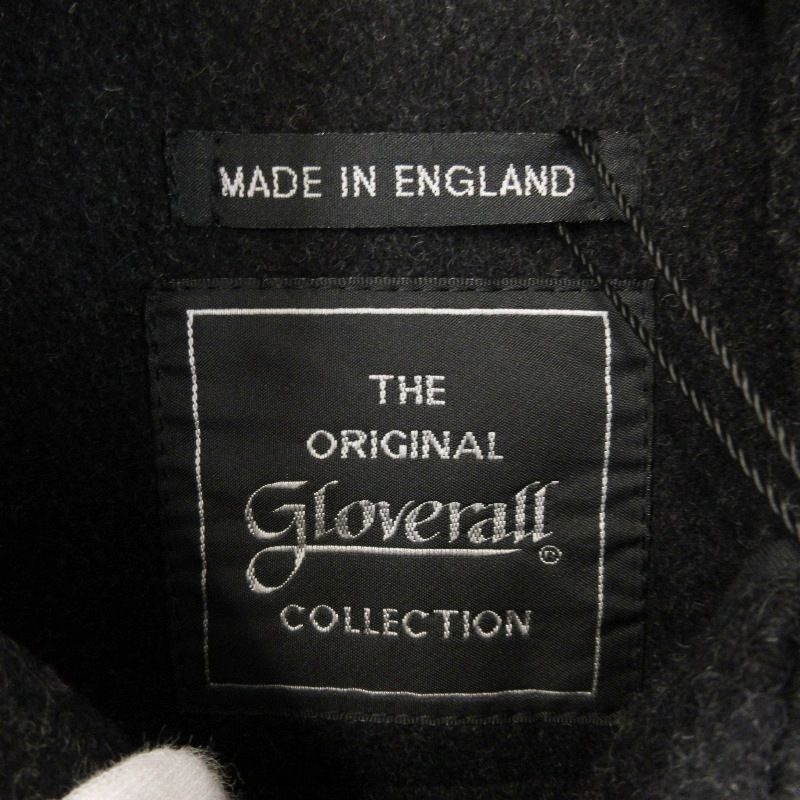 MADE IN ENGLAND
THE
ORIGINAL
Gloverall®
COLLECTION